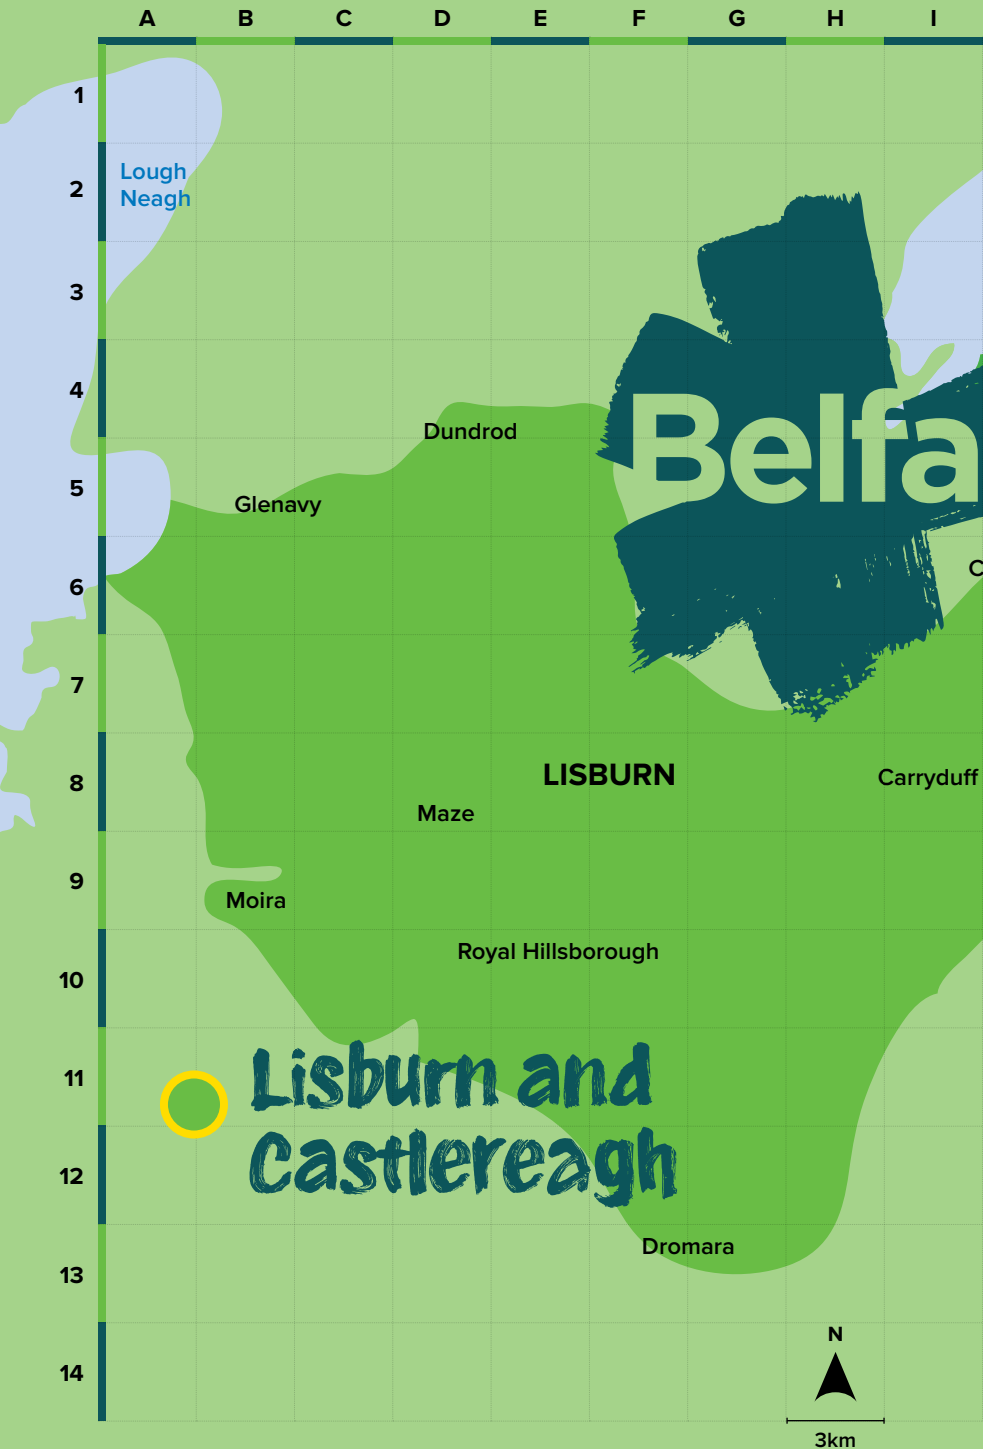 A B C D E F G H I
1
Lough
2
Neagh
3
4
Dundrod
Belfa
5
Glenavy
6
C
7
LISBURN
8
Carryduff
Maze
9
Moira
Royal Hillsborough
10
Lisburn and
11
Castlereagh
12
Dromara
13
N
14
3km